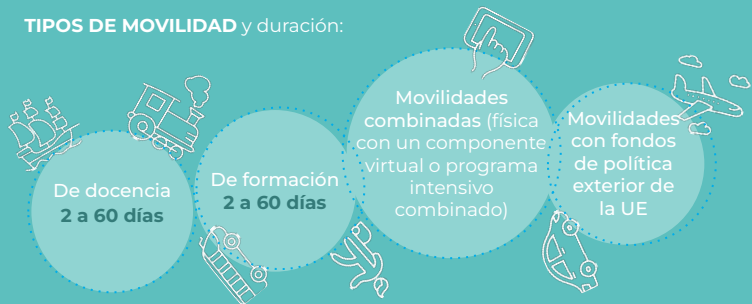 TIPOS DE MOVILIDAD y duración:
De docencia
2 a 60 días
De formación
2 a 60 días
Movilidades
combinadas (física
con un componente
virtual o programa
intensivo
combinado)
Movilidades
con fondos
de política
exterior de
la UE